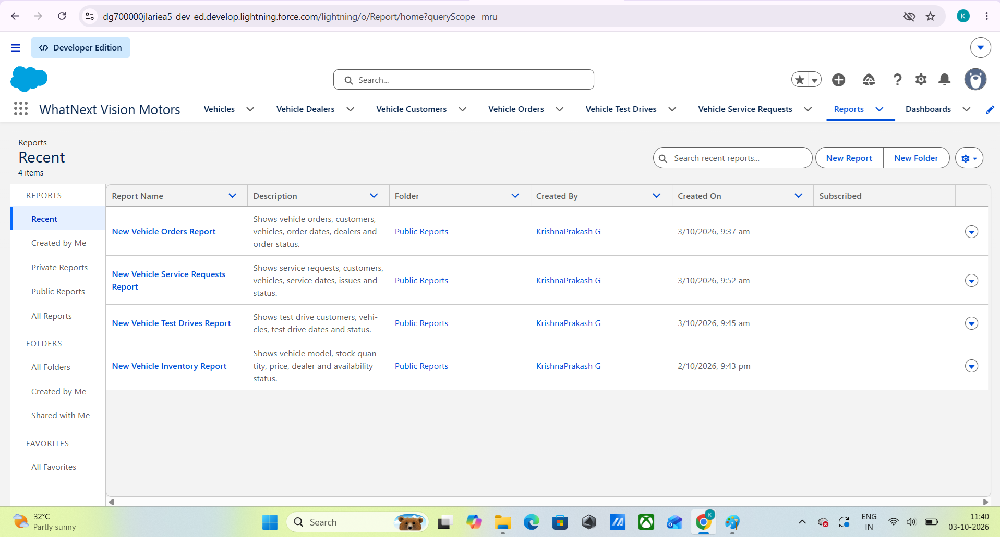 dg700000jlariea5-dev-ed.develop.lightning.force.com/lightning/o/Report/home?queryScope=mru
K
Developer Edition
Search...
WhatNext Vision Motors
Vehicles
Vehicle Dealers
Vehicle Customers
Vehicle Orders
Vehicle Test Drives
Vehicle Service Requests
Reports
Dashboards
Reports
Recent
4 items
Search recent reports...
New Report
New Folder
REPORTS
Recent
Created by Me
Private Reports
Public Reports
All Reports
FOLDERS
All Folders
Created by Me
Shared with Me
FAVORITES
All Favorites
Report Name
Description
Folder
Created By
Created On
Subscribed
New Vehicle Orders Report
Shows vehicle orders, customers,
vehicles, order dates, dealers and
order status.
Public Reports
KrishnaPrakash G
3/10/2026, 9:37 am
New Vehicle Service Requests
Report
Shows service requests, customers,
vehicles, service dates, issues and
status.
Public Reports
KrishnaPrakash G
3/10/2026, 9:52 am
New Vehicle Test Drives Report
Shows test drive customers, vehi-
cles, test drive dates and status.
Public Reports
KrishnaPrakash G
3/10/2026, 9:45 am
New Vehicle Inventory Report
Shows vehicle model, stock quan-
tity, price, dealer and availability
status.
Public Reports
KrishnaPrakash G
2/10/2026, 9:43 pm
32°C
Partly sunny
Search
K
ENG
IN
11:40
03-10-2026